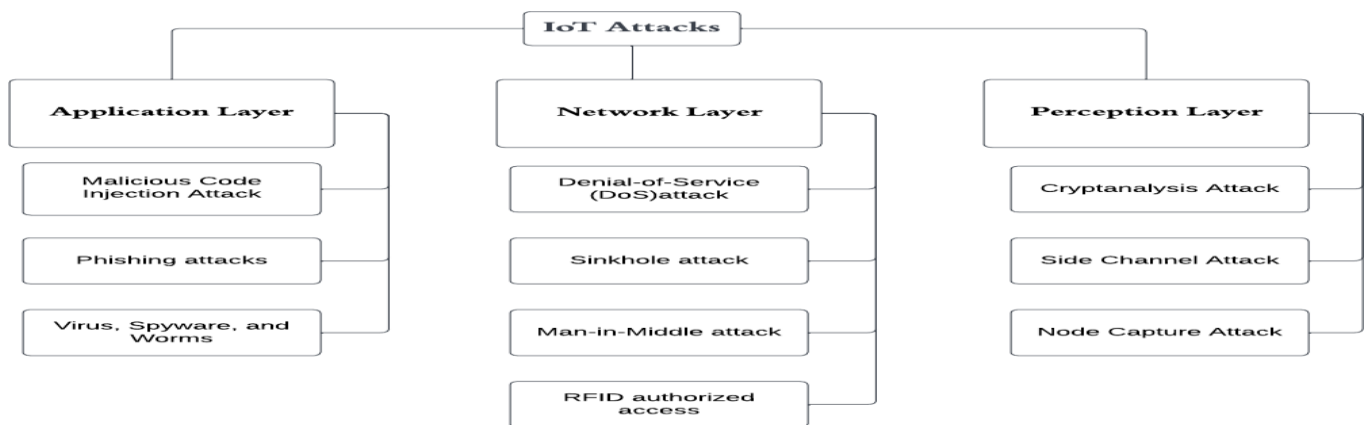 IoT Attacks
Application Layer
Malicious Code
Injection Attack
Phishing attacks
Virus, Spyware, and
Worms
Network Layer
Denial-of-Service
(DoS)attack
Sinkhole attack
Man-in-Middle attack
RFID authorized
access
Perception Layer
Cryptanalysis Attack
Side Channel Attack
Node Capture Attack